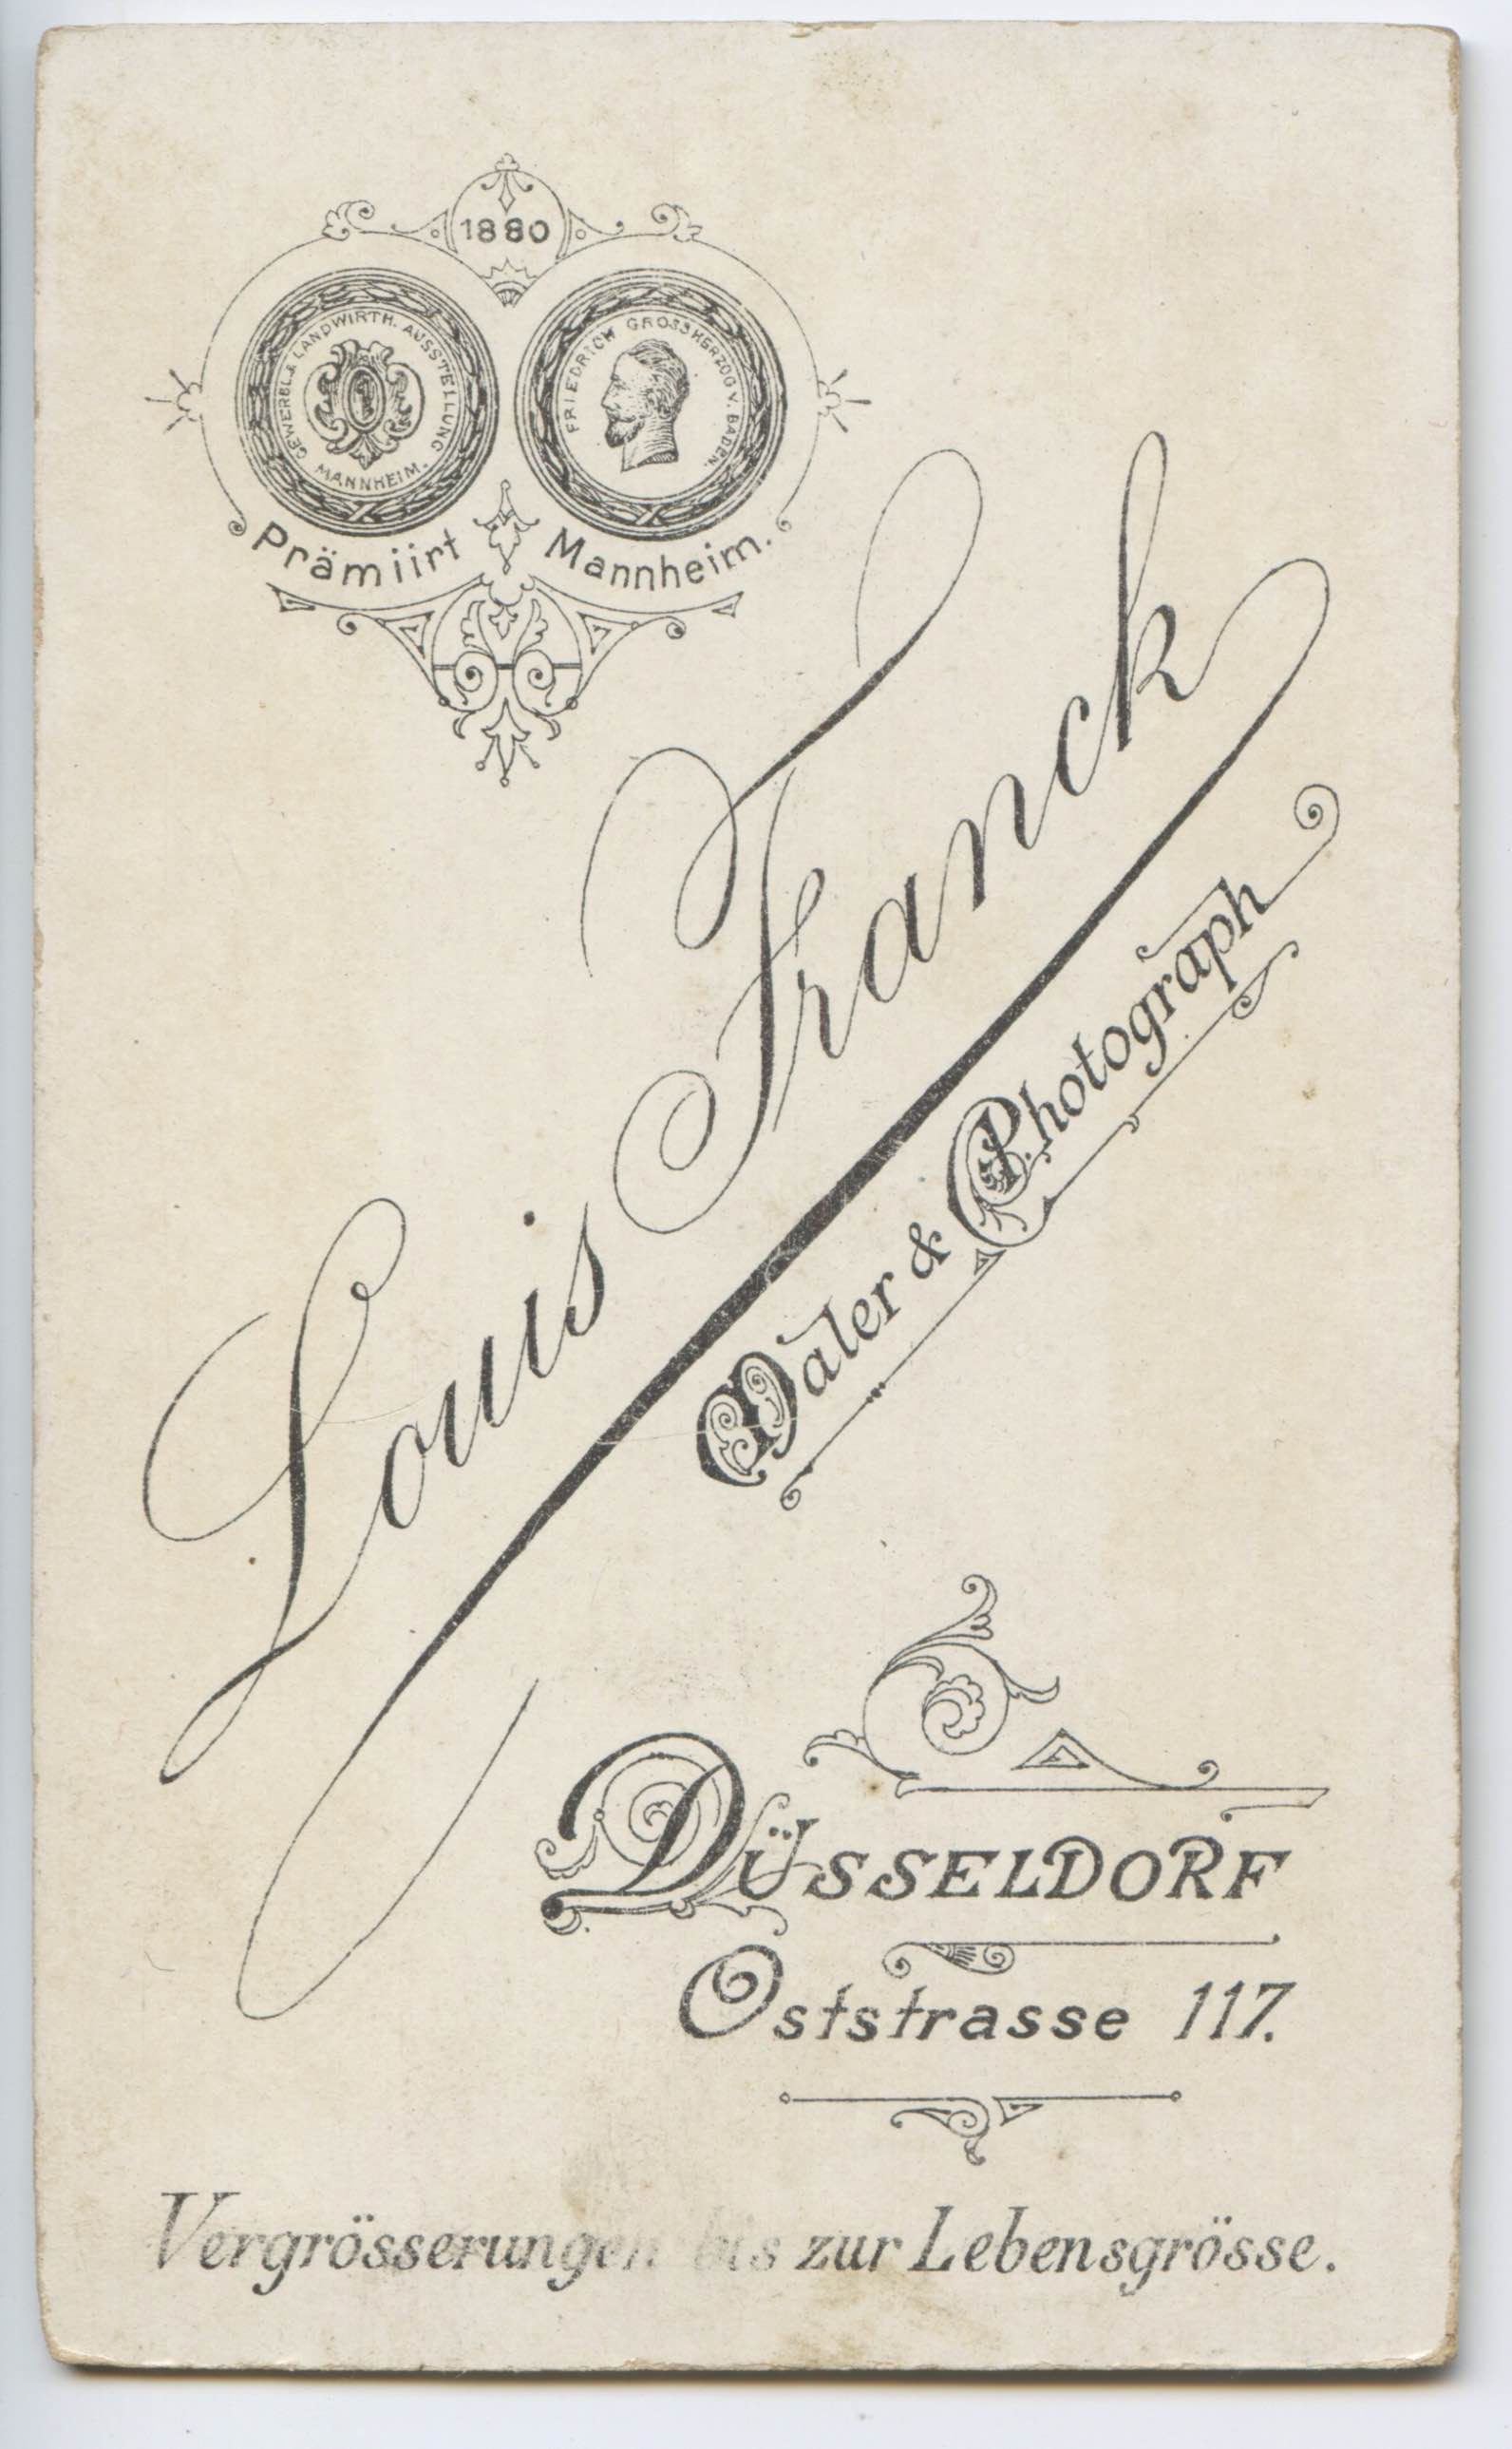 1880
GEWERBL. & LANDWIRTH. AUSSTELLUNG
MANNHEIM.
FRIEDRICH GROSSHERZOG V. BADEN.
Prämiirt Mannheim.
Louis Franck
Maler & Photograph
DÜSSELDORF
Oststrasse 117.
Vergrösserungen bis zur Lebensgrösse.